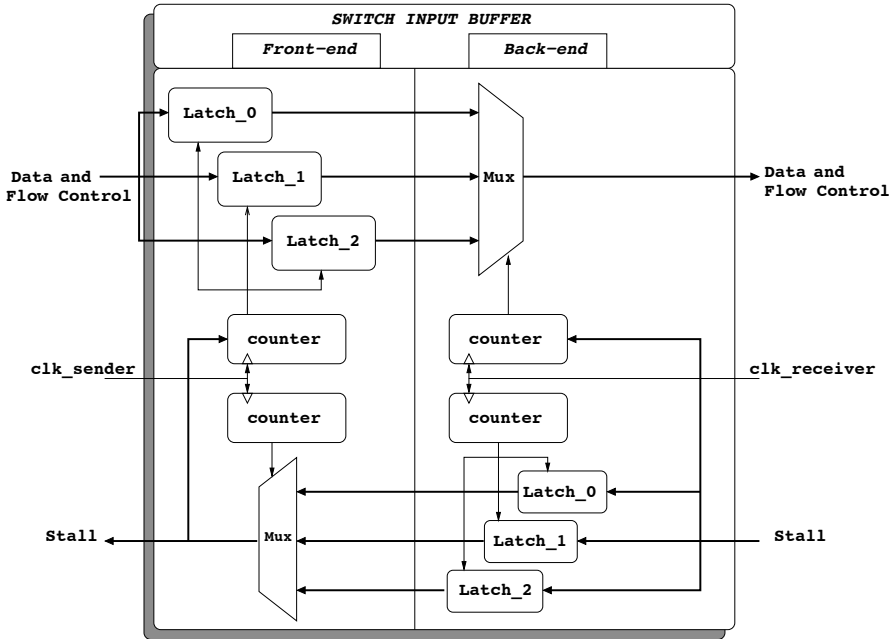 SWITCH INPUT BUFFER
Front-end
Back-end
Latch_0
Latch_1
Latch_2
Mux
Data and
Flow Control
Data and
Flow Control
counter
counter
clk_sender
clk_receiver
counter
counter
Latch_0
Latch_1
Latch_2
Mux
Stall
Stall